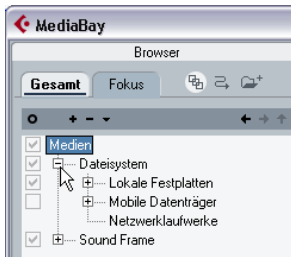 MediaBay
Browser
Gesamt Fokus
Medien
Dateisystem
Lokale Festplatten
Mobile Datenträger
Netzwerklaufwerke
Sound Frame